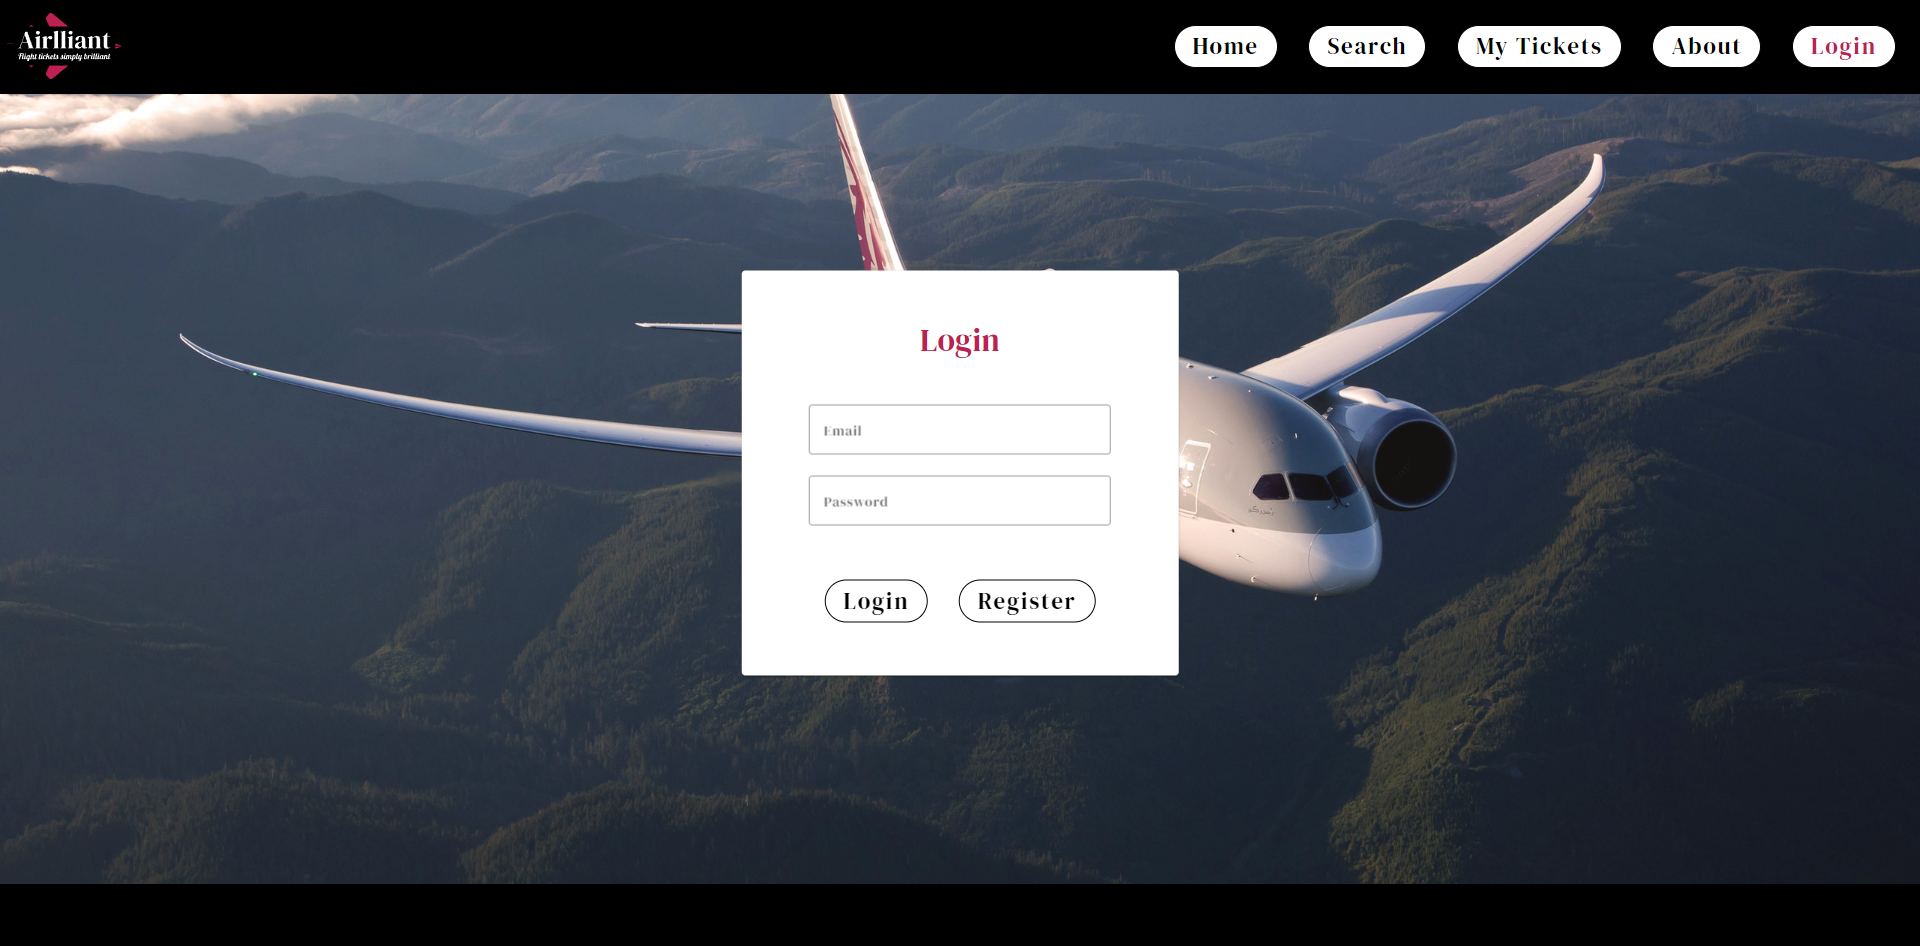 Airlliant
Flight tickets simply brilliant
Home
Search
My Tickets
About
Login
Login
Email
Password
Login
Register